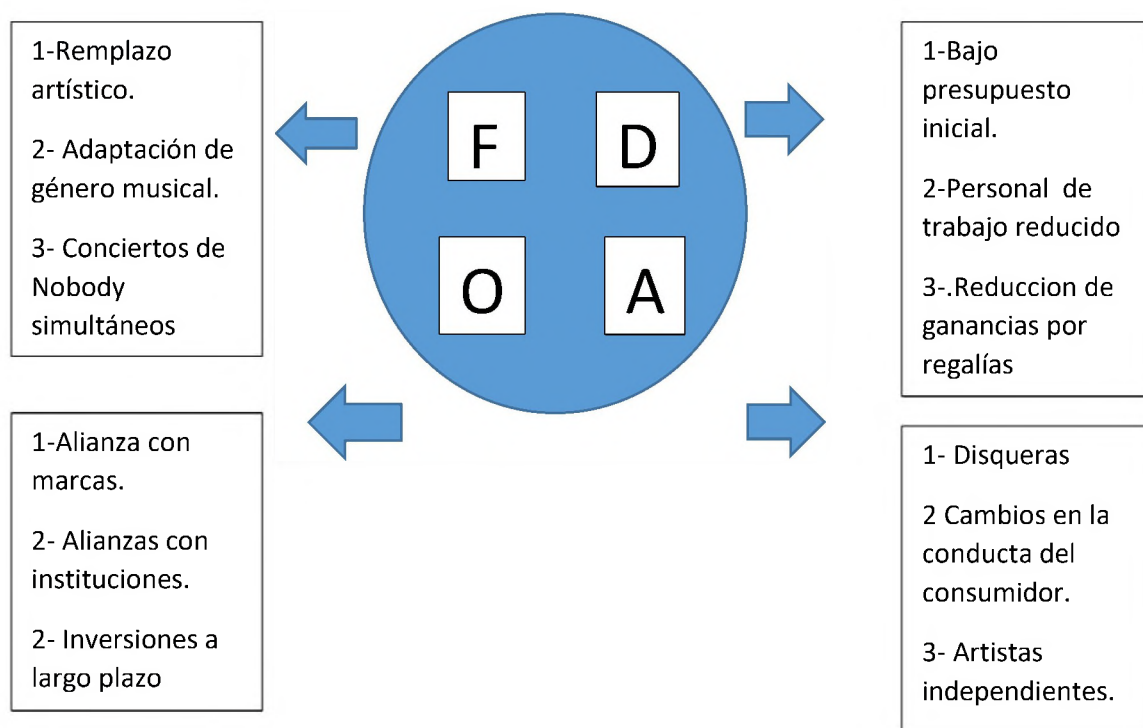 1-Remplazo
artístico.
2- Adaptación de
género musical.
3- Conciertos de
Nobody
simultáneos
F
D
O
A
1-Bajo
presupuesto
inicial.
2-Personal de
trabajo reducido
3-.Reduccion de
ganancias por
regalías
1-Alianza con
marcas.
2- Alianzas con
instituciones.
2- Inversiones a
largo plazo
1- Disqueras
2 Cambios en la
conducta del
consumidor.
3- Artistas
independientes.